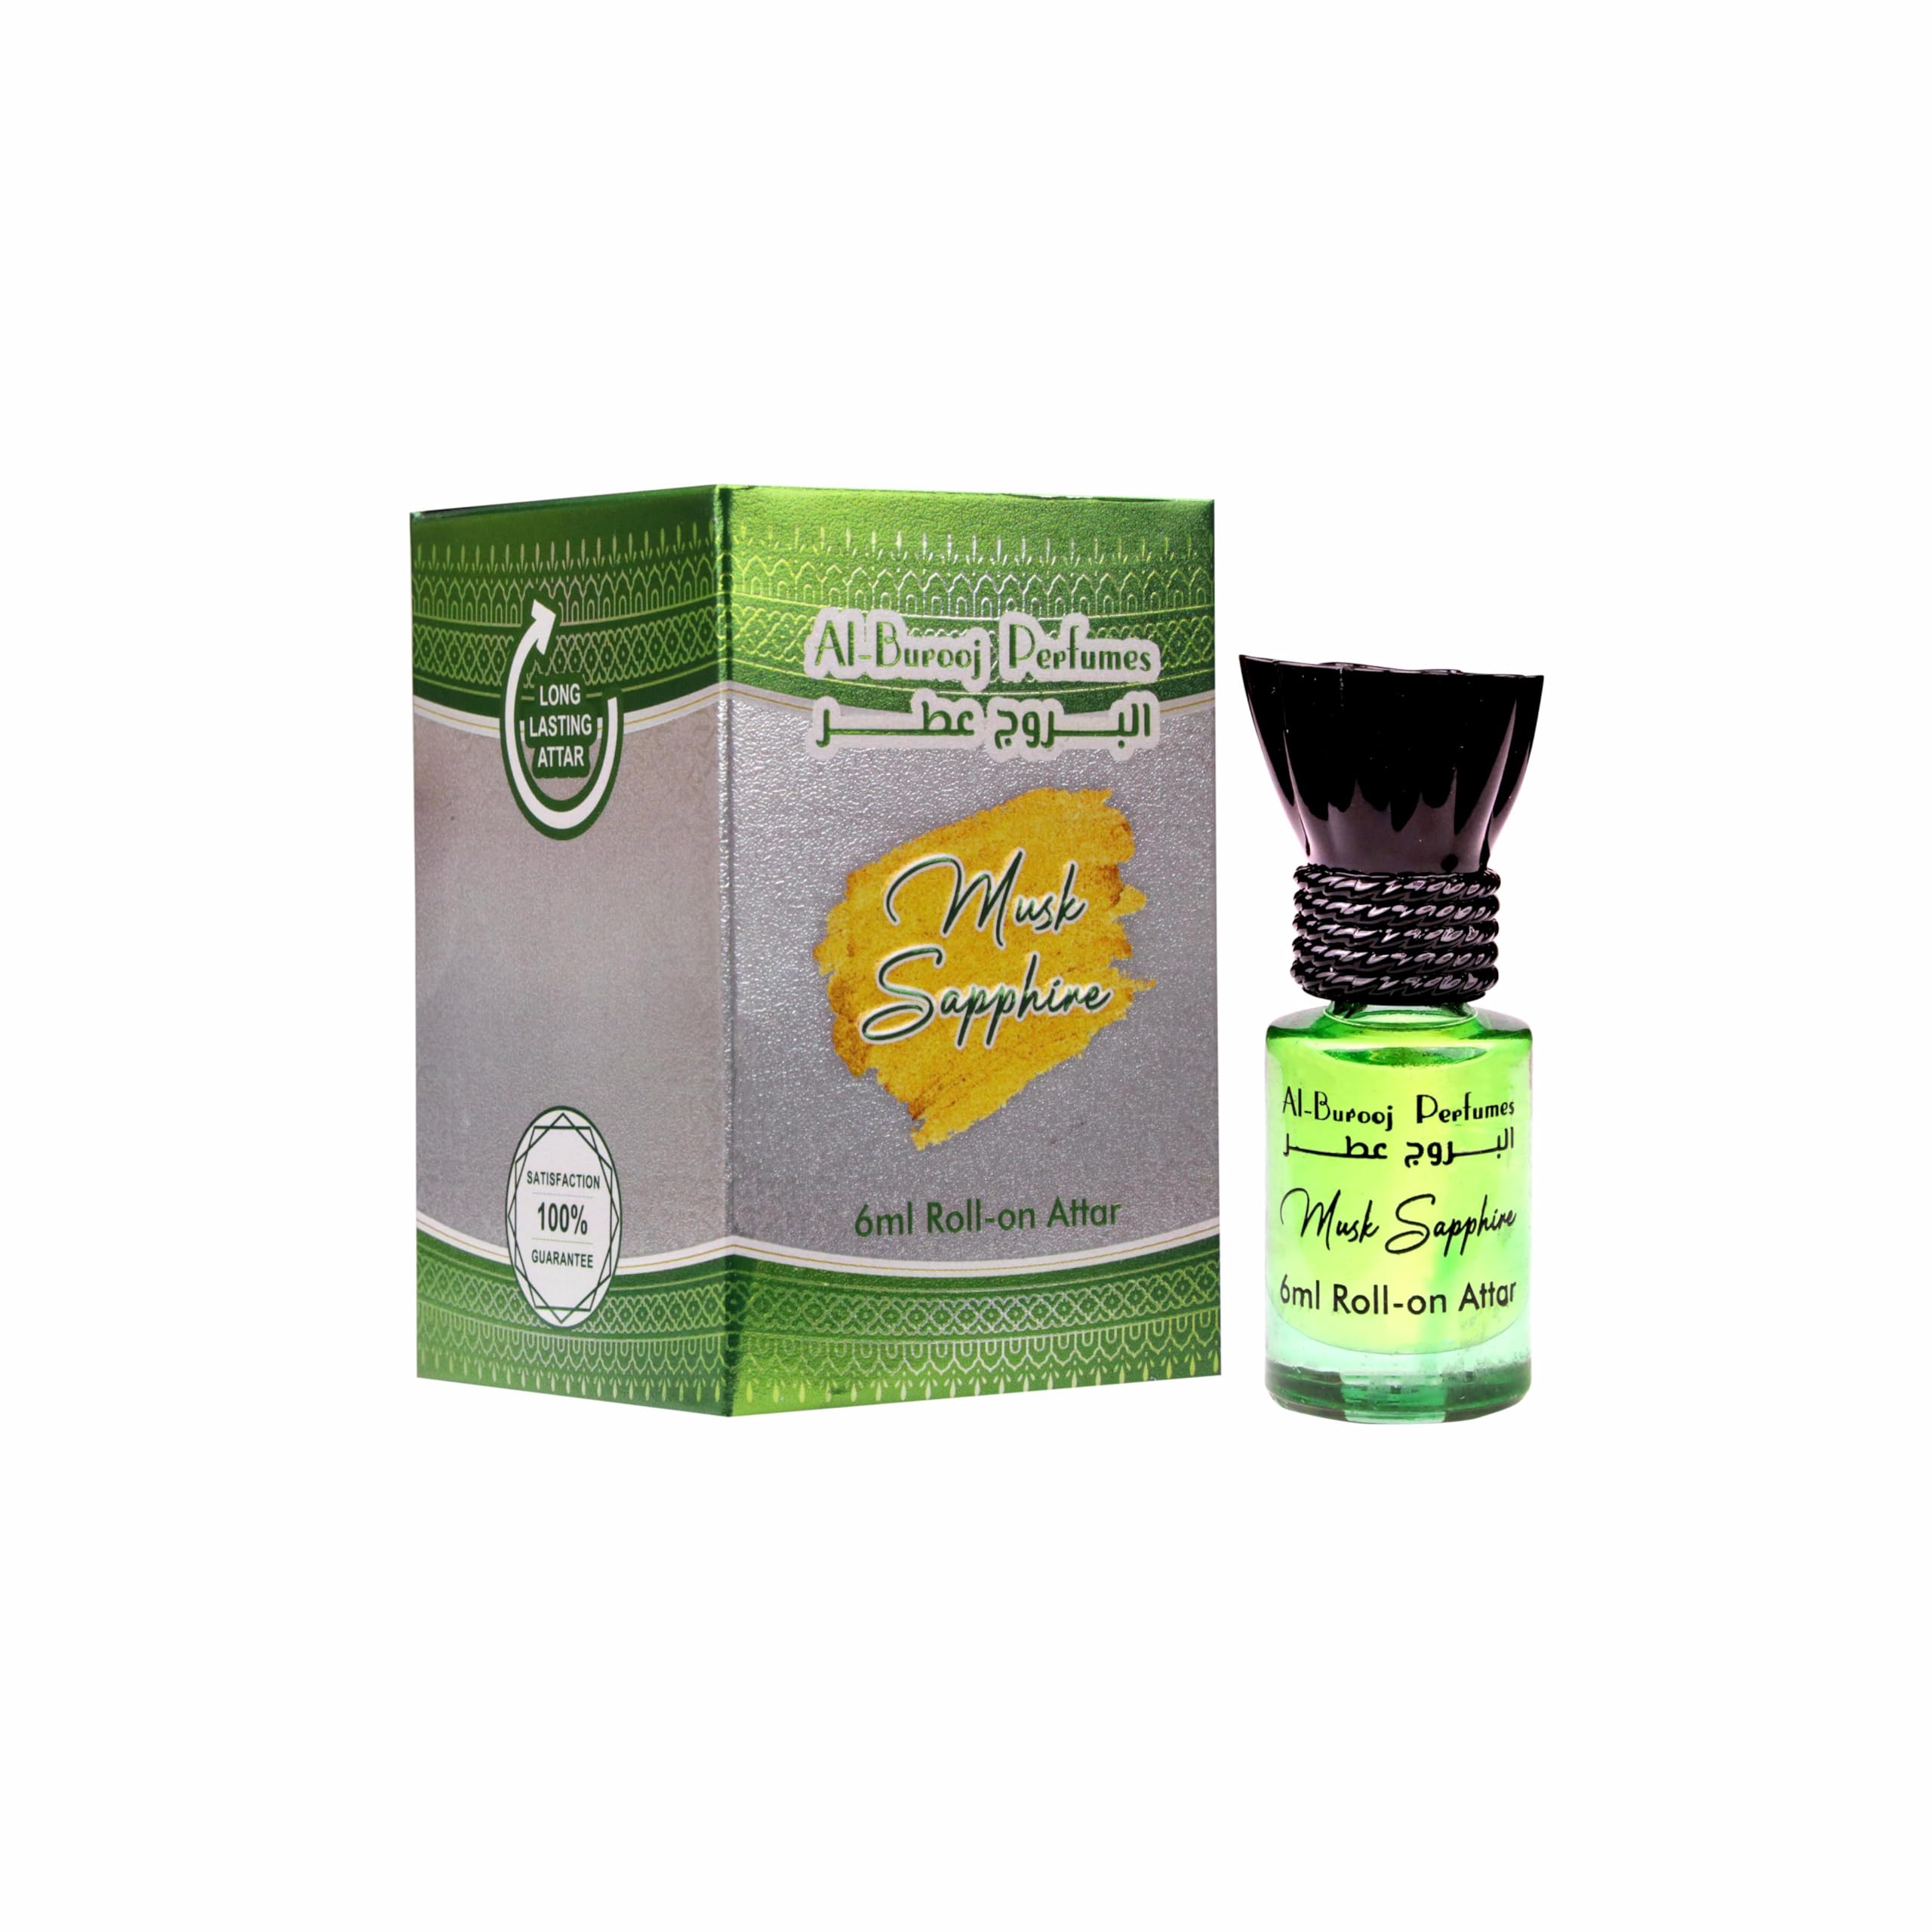 LONG
LASTING
ATTAR
SATISFACTION
100%
GUARANTEE
Al-Burooj Perfumes
البروج عطر
Musk
Sapphire
6ml Roll-on Attar
Al-Burooj Perfumes
البروج عطر
Musk Sapphire
6ml Roll-on Attar